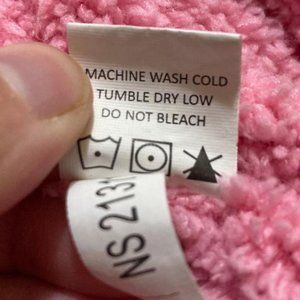 MACHINE WASH COLD
TUMBLE DRY LOW
DO NOT BLEACH
NS 213